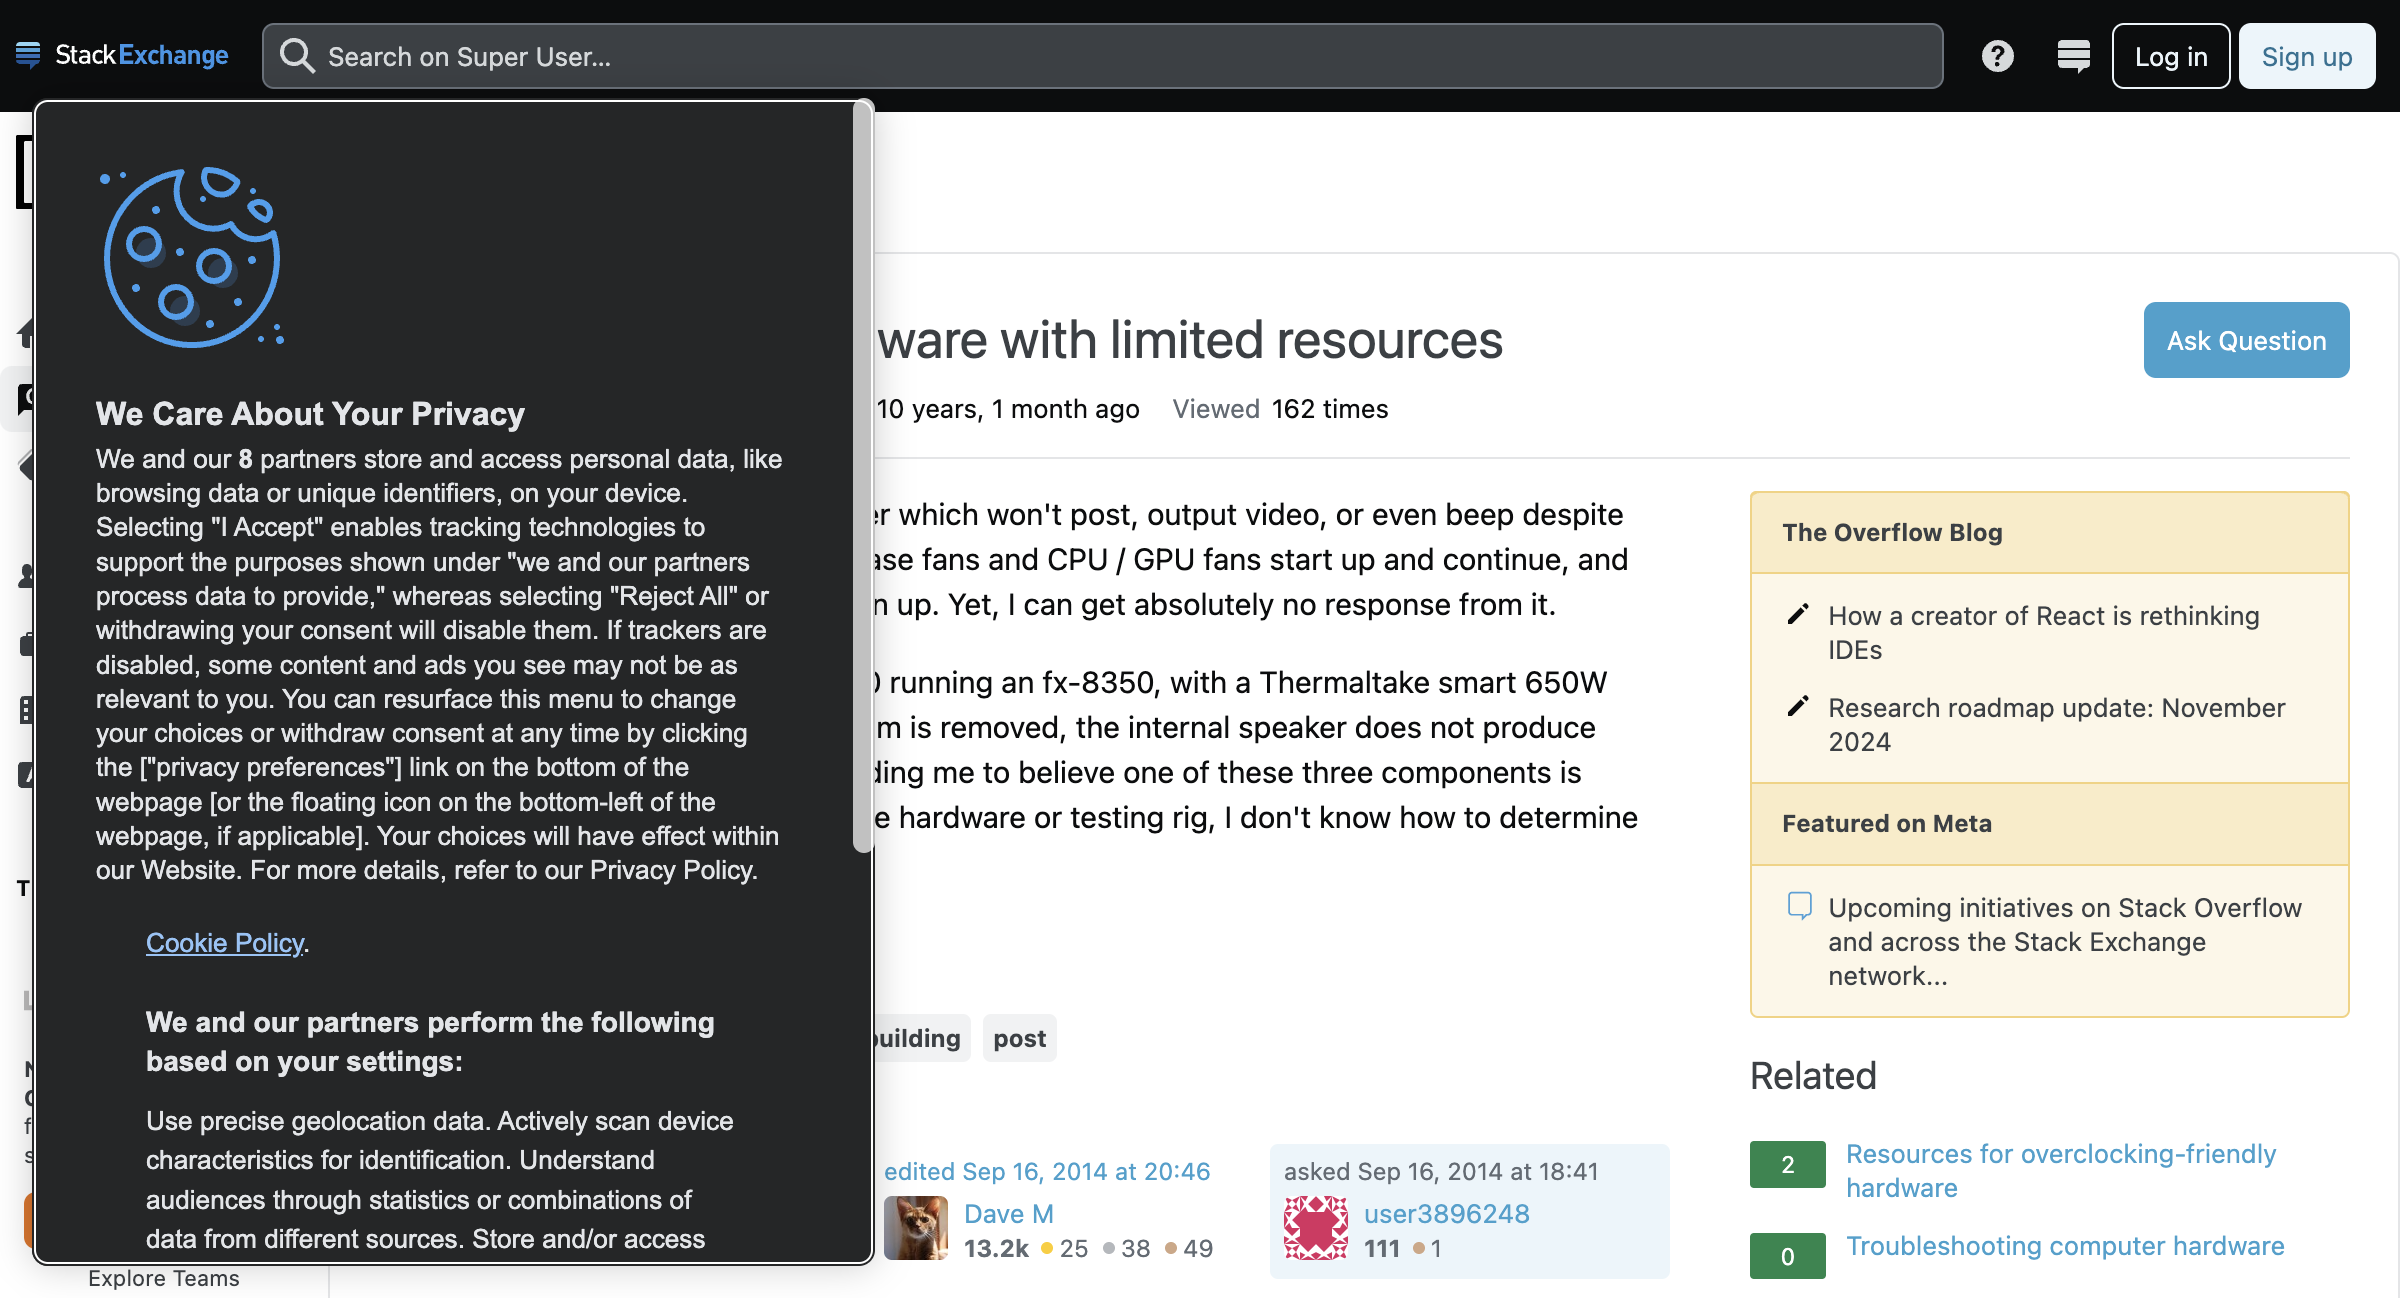 StackExchange
Search on Super User...
?
Log in
Sign up
We Care About Your Privacy
We and our 8 partners store and access personal data, like
browsing data or unique identifiers, on your device.
Selecting "I Accept" enables tracking technologies to
support the purposes shown under "we and our partners
process data to provide," whereas selecting "Reject All" or
withdrawing your consent will disable them. If trackers are
disabled, some content and ads you see may not be as
relevant to you. You can resurface this menu to change
your choices or withdraw consent at any time by clicking
the ["privacy preferences"] link on the bottom of the
webpage [or the floating icon on the bottom-left of the
webpage, if applicable]. Your choices will have effect within
our Website. For more details, refer to our Privacy Policy.
Cookie Policy.
We and our partners perform the following
based on your settings:
Use precise geolocation data. Actively scan device
characteristics for identification. Understand
audiences through statistics or combinations of
data from different sources. Store and/or access
Explore Teams
with limited resources
Ask Question
10 years, 1 month ago
Viewed 162 times
which won't post, output video, or even beep despite
fans and CPU / GPU fans start up and continue, and
up. Yet, I can get absolutely no response from it.
running an fx-8350, with a Thermaltake smart 650W
is removed, the internal speaker does not produce
me to believe one of these three components is
hardware or testing rig, I don't know how to determine
post
edited Sep 16, 2014 at 20:46
Dave M
13.2k 25 38 49
asked Sep 16, 2014 at 18:41
user3896248
111 1
The Overflow Blog
How a creator of React is rethinking
IDEs
Research roadmap update: November
2024
Featured on Meta
Upcoming initiatives on Stack Overflow
and across the Stack Exchange
network...
Related
2
Resources for overclocking-friendly
hardware
0
Troubleshooting computer hardware